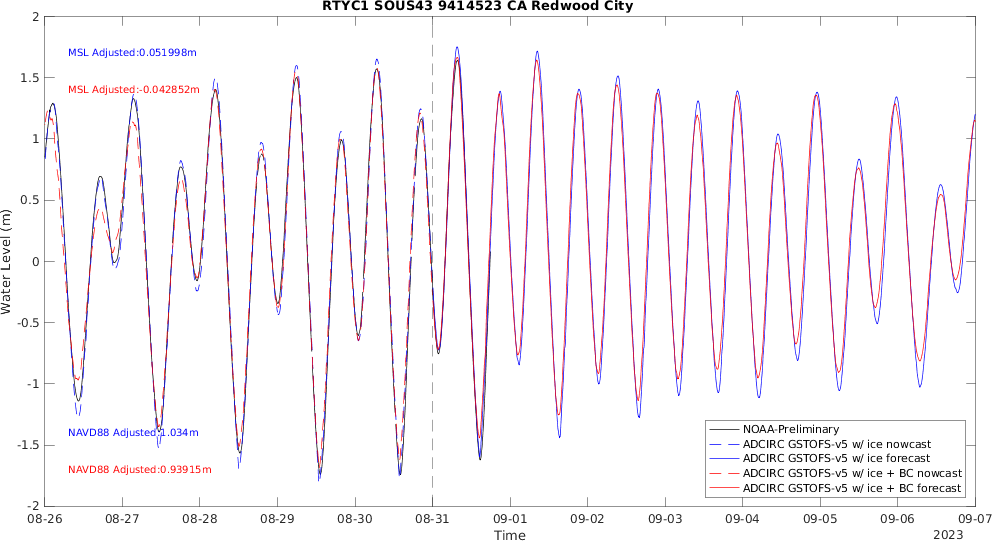 RTYC1 SOUS43 9414523 CA Redwood City
Water Level (m)
2
1.5
1
0.5
0
-0.5
-1
-1.5
-2
MSL Adjusted:0.051998m
MSL Adjusted:-0.042852m
NAVD88 Adjusted:1.034m
NAVD88 Adjusted:0.93915m
NOAA-Preliminary
ADCIRC GSTOFS-v5 w/ ice nowcast
ADCIRC GSTOFS-v5 w/ ice forecast
ADCIRC GSTOFS-v5 w/ ice + BC nowcast
ADCIRC GSTOFS-v5 w/ ice + BC forecast
08-26 08-27 08-28 08-29 08-30 08-31 09-01 09-02 09-03 09-04 09-05 09-06 09-07
Time
2023